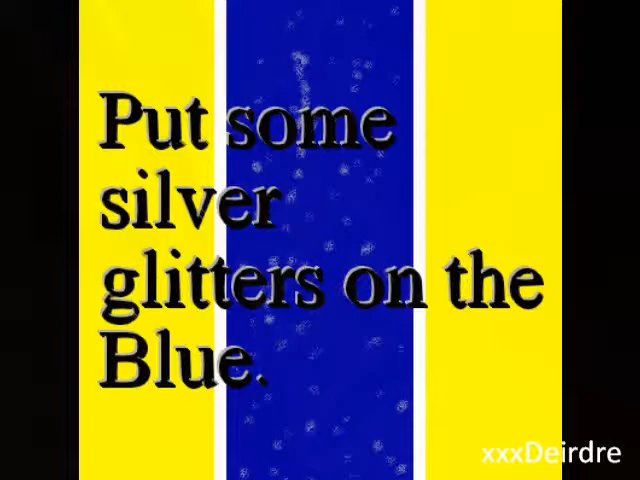 Put some
silver
glitters on the
Blue.
xxxDeirdre